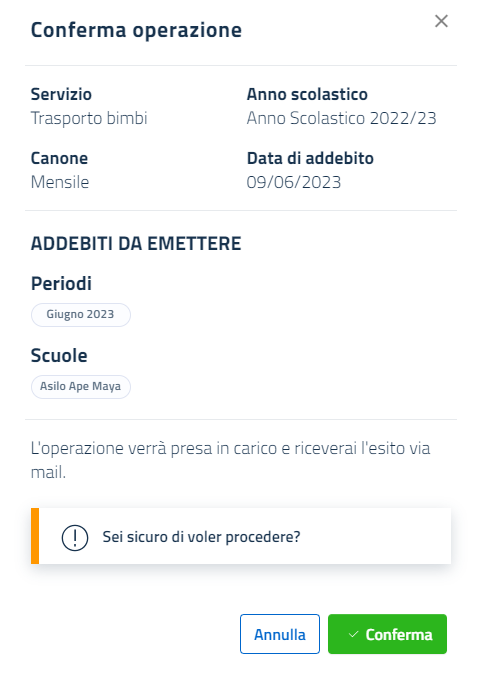 Conferma operazione
Servizio
Trasporto bimbi
Anno scolastico
Anno Scolastico 2022/23
Canone
Mensile
Data di addebito
09/06/2023
ADDEBITI DA EMETTERE
Periodi
Giugno 2023
Scuole
Asilo Ape Maya
L'operazione verrà presa in carico e riceverai l'esito via
mail.
Sei sicuro di voler procedere?
Annulla
Conferma